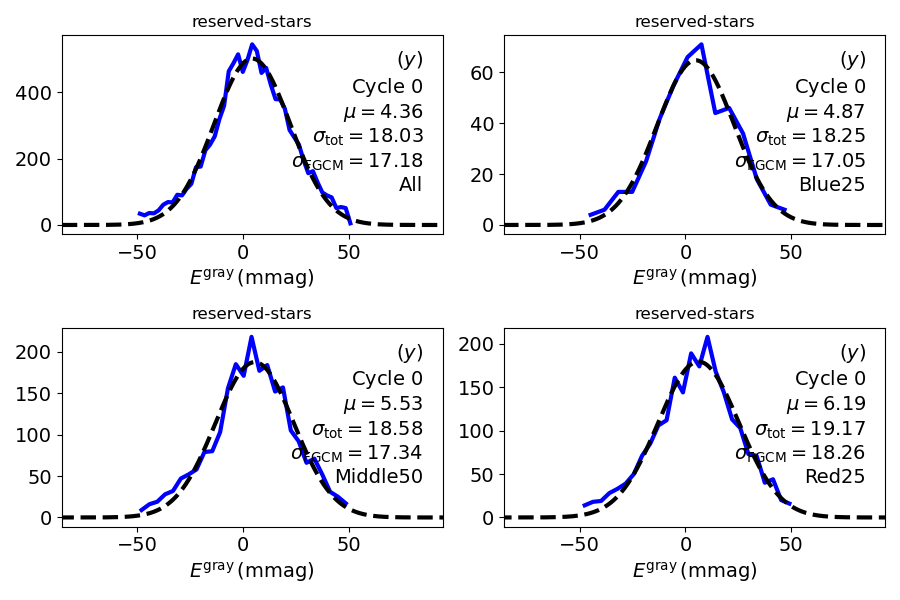 reserved-stars
(y)
Cycle 0
μ = 4.36
σtot = 18.03
σFGCM = 17.18
All
400
200
0
−50 0 50
E^gray (mmag)
reserved-stars
(y)
Cycle 0
μ = 4.87
σtot = 18.25
σFGCM = 17.05
Blue25
60
40
20
0
−50 0 50
E^gray (mmag)
reserved-stars
(y)
Cycle 0
μ = 5.53
σtot = 18.58
σFGCM = 17.34
Middle50
200
150
100
50
0
−50 0 50
E^gray (mmag)
reserved-stars
(y)
Cycle 0
μ = 6.19
σtot = 19.17
σFGCM = 18.26
Red25
200
150
100
50
0
−50 0 50
E^gray (mmag)